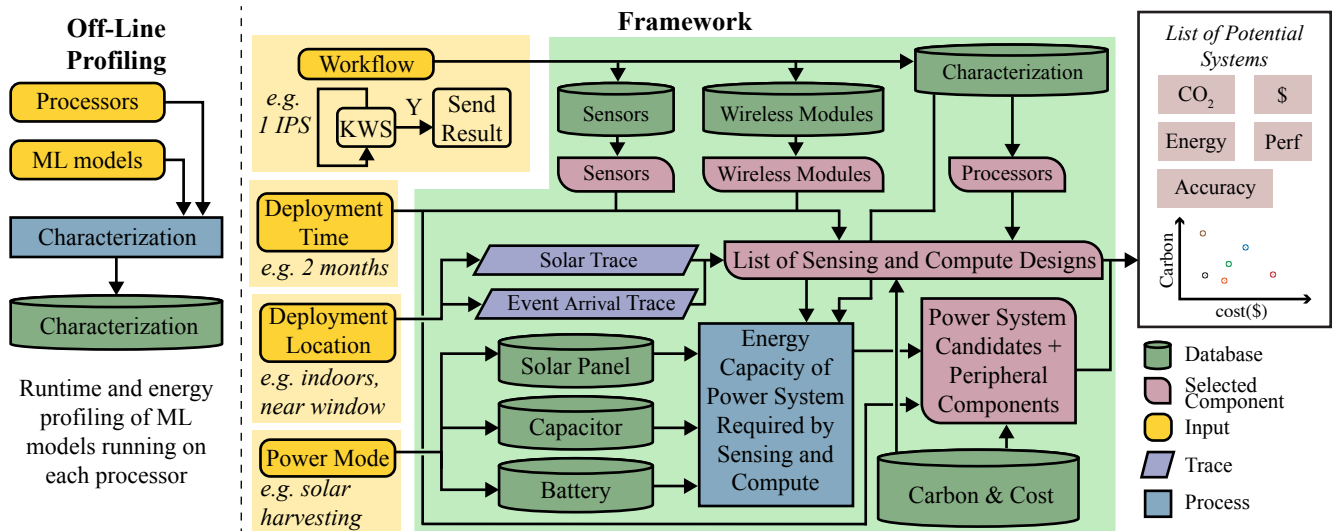 Off-Line
Profiling
Processors
ML models
Characterization
Characterization
Runtime and energy
profiling of ML
models running on
each processor
Framework
Workflow
e.g.
1 IPS
KWS
Y
Send
Result
Deployment
Time
e.g. 2 months
Deployment
Location
e.g. indoors,
near window
Power Mode
e.g. solar
harvesting
Sensors
Wireless Modules
Characterization
Sensors
Wireless Modules
Processors
Solar Trace
Event Arrival Trace
List of Sensing and Compute Designs
Solar Panel
Capacitor
Battery
Energy
Capacity of
Power System
Required by
Sensing and
Compute
Power System
Candidates +
Peripheral
Components
Carbon & Cost
List of Potential
Systems
CO2
$
Energy
Perf
Accuracy
Carbon
cost($)
Database
Selected
Component
Input
Trace
Process